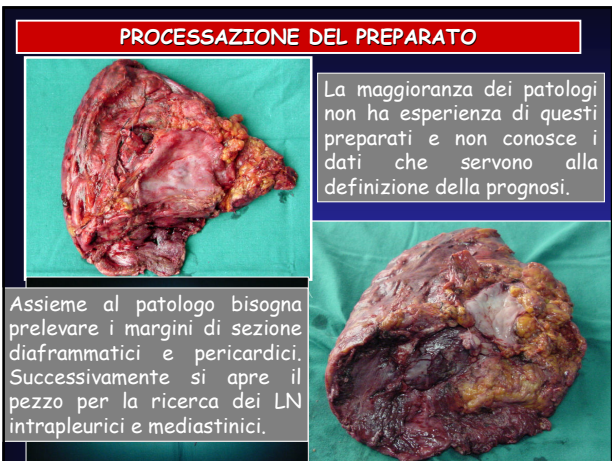 PROCESSAZIONE DEL PREPARATO
La maggioranza dei patologi
non ha esperienza di questi
preparati e non conosce i
dati che servono alla
definizione della prognosi.
Assieme al patologo bisogna
prelevare i margini di sezione
diaframmatici e pericardici.
Successivamente si apre il
pezzo per la ricerca dei LN
intrapleurici e mediastinici.